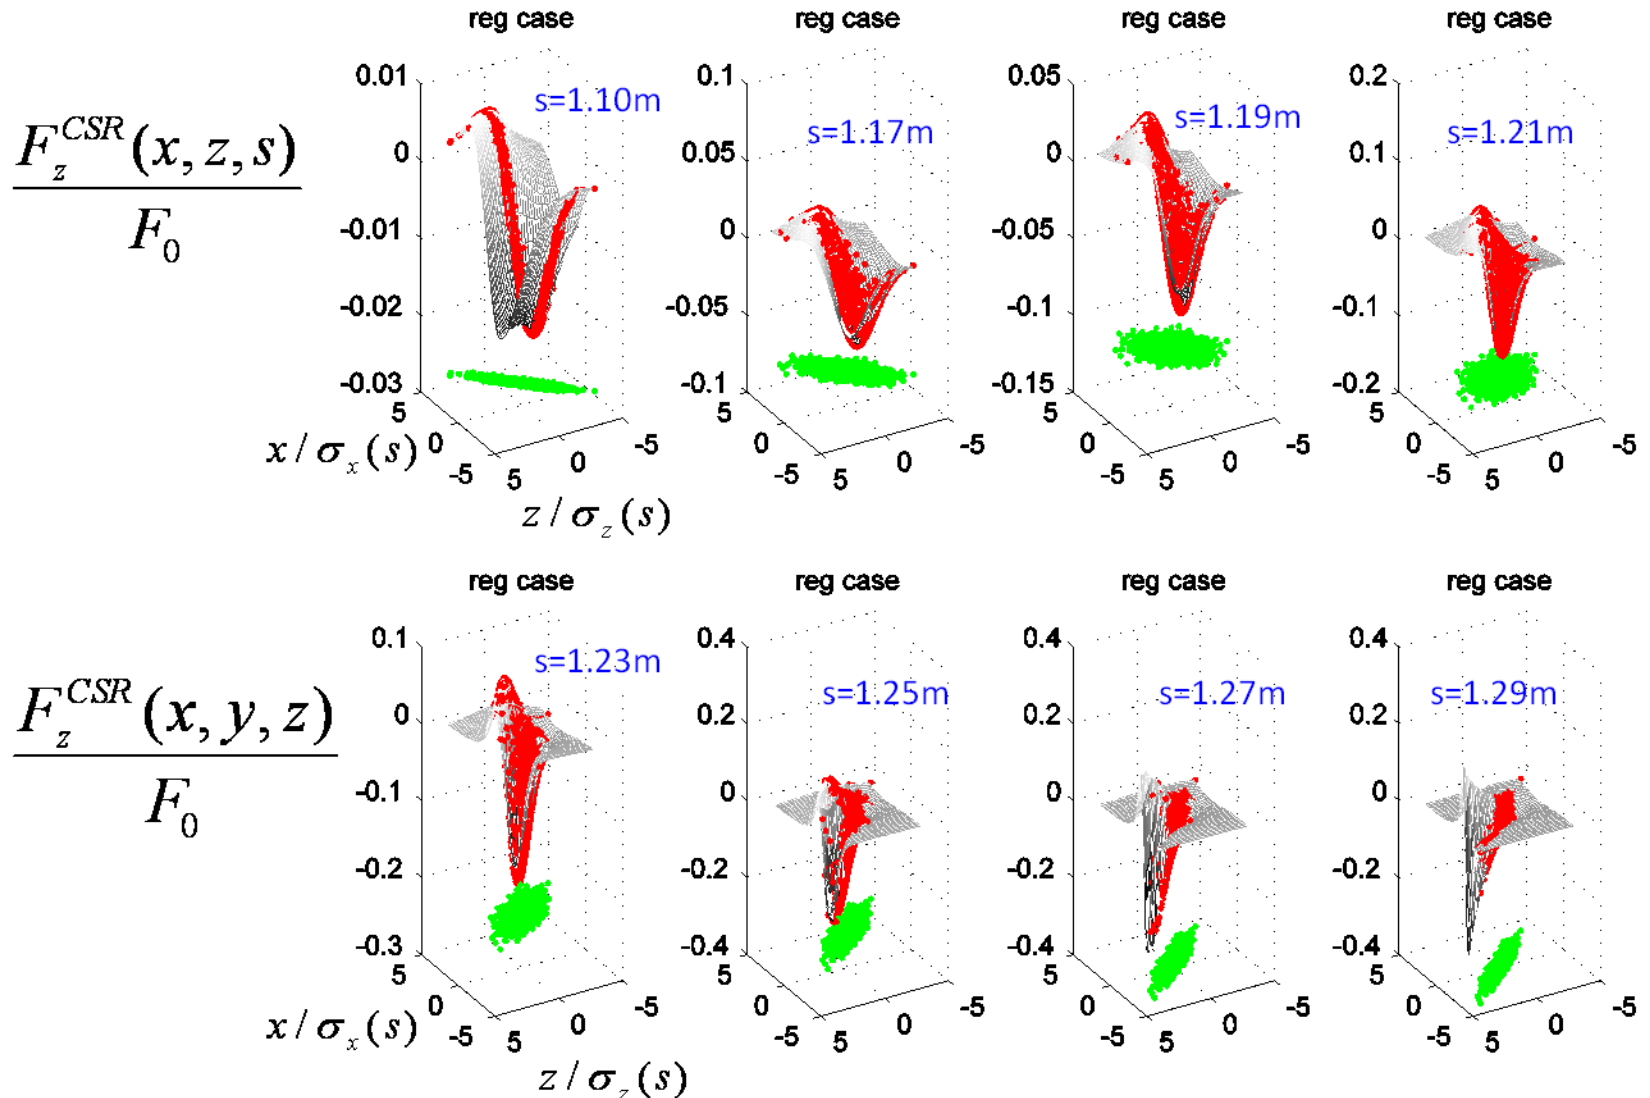 reg case reg case reg case reg case
F_z^{CSR}(x, z, s) / F_0
0.01 0 -0.01 -0.02 -0.03
s=1.10m
0.1 0.05 0 -0.05 -0.1
s=1.17m
0.05 0 -0.05 -0.1 -0.15
s=1.19m
0.2 0.1 0 -0.1 -0.2
s=1.21m
5 0 -5 5 0 -5
5 0 -5 5 0 -5
5 0 -5 5 0 -5
5 0 -5 5 0 -5
x / σ_x (s)
z / σ_z (s)
reg case reg case reg case reg case
F_z^{CSR}(x, y, z) / F_0
0.1 0 -0.1 -0.2 -0.3
s=1.23m
0.4 0.2 0 -0.2 -0.4
s=1.25m
0.4 0.2 0 -0.2 -0.4
s=1.27m
0.4 0.2 0 -0.2 -0.4
s=1.29m
5 0 -5 5 0 -5
5 0 -5 5 0 -5
5 0 -5 5 0 -5
5 0 -5 5 0 -5
x / σ_x (s)
z / σ_z (s)